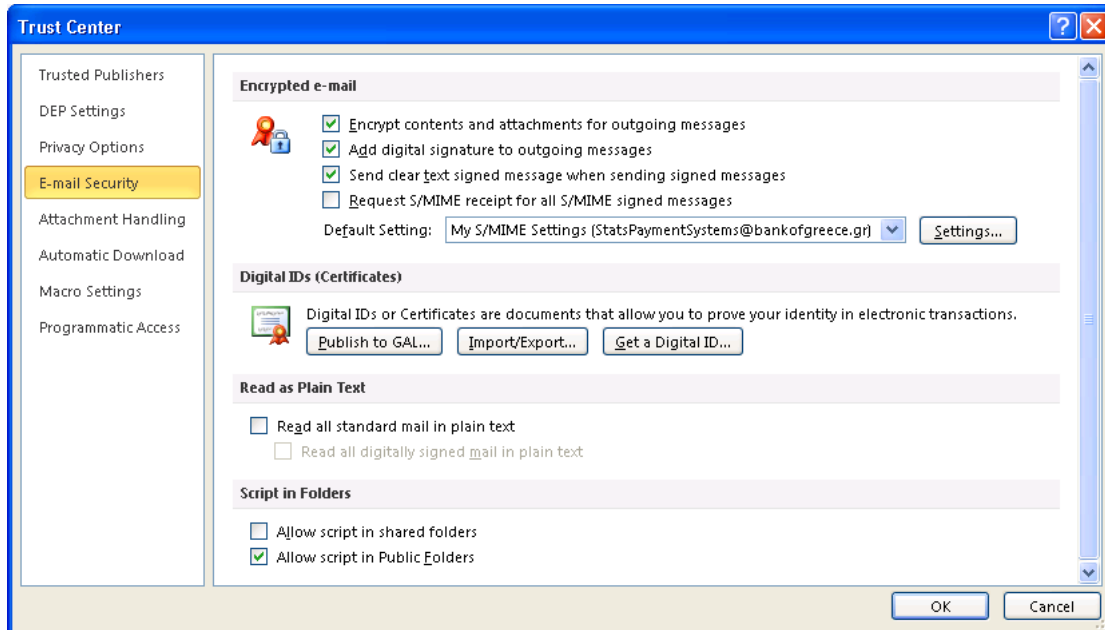 Trust Center
Trusted Publishers
DEP Settings
Privacy Options
E-mail Security
Attachment Handling
Automatic Download
Macro Settings
Programmatic Access
Encrypted e-mail
Encrypt contents and attachments for outgoing messages
Add digital signature to outgoing messages
Send clear text signed message when sending signed messages
Request S/MIME receipt for all S/MIME signed messages
Default Setting: My S/MIME Settings (StatsPaymentSystems@bankofgreece.gr) Settings...
Digital IDs (Certificates)
Digital IDs or Certificates are documents that allow you to prove your identity in electronic transactions.
Publish to GAL... Import/Export... Get a Digital ID...
Read as Plain Text
Read all standard mail in plain text
Read all digitally signed mail in plain text
Script in Folders
Allow script in shared folders
Allow script in Public Folders
OK Cancel